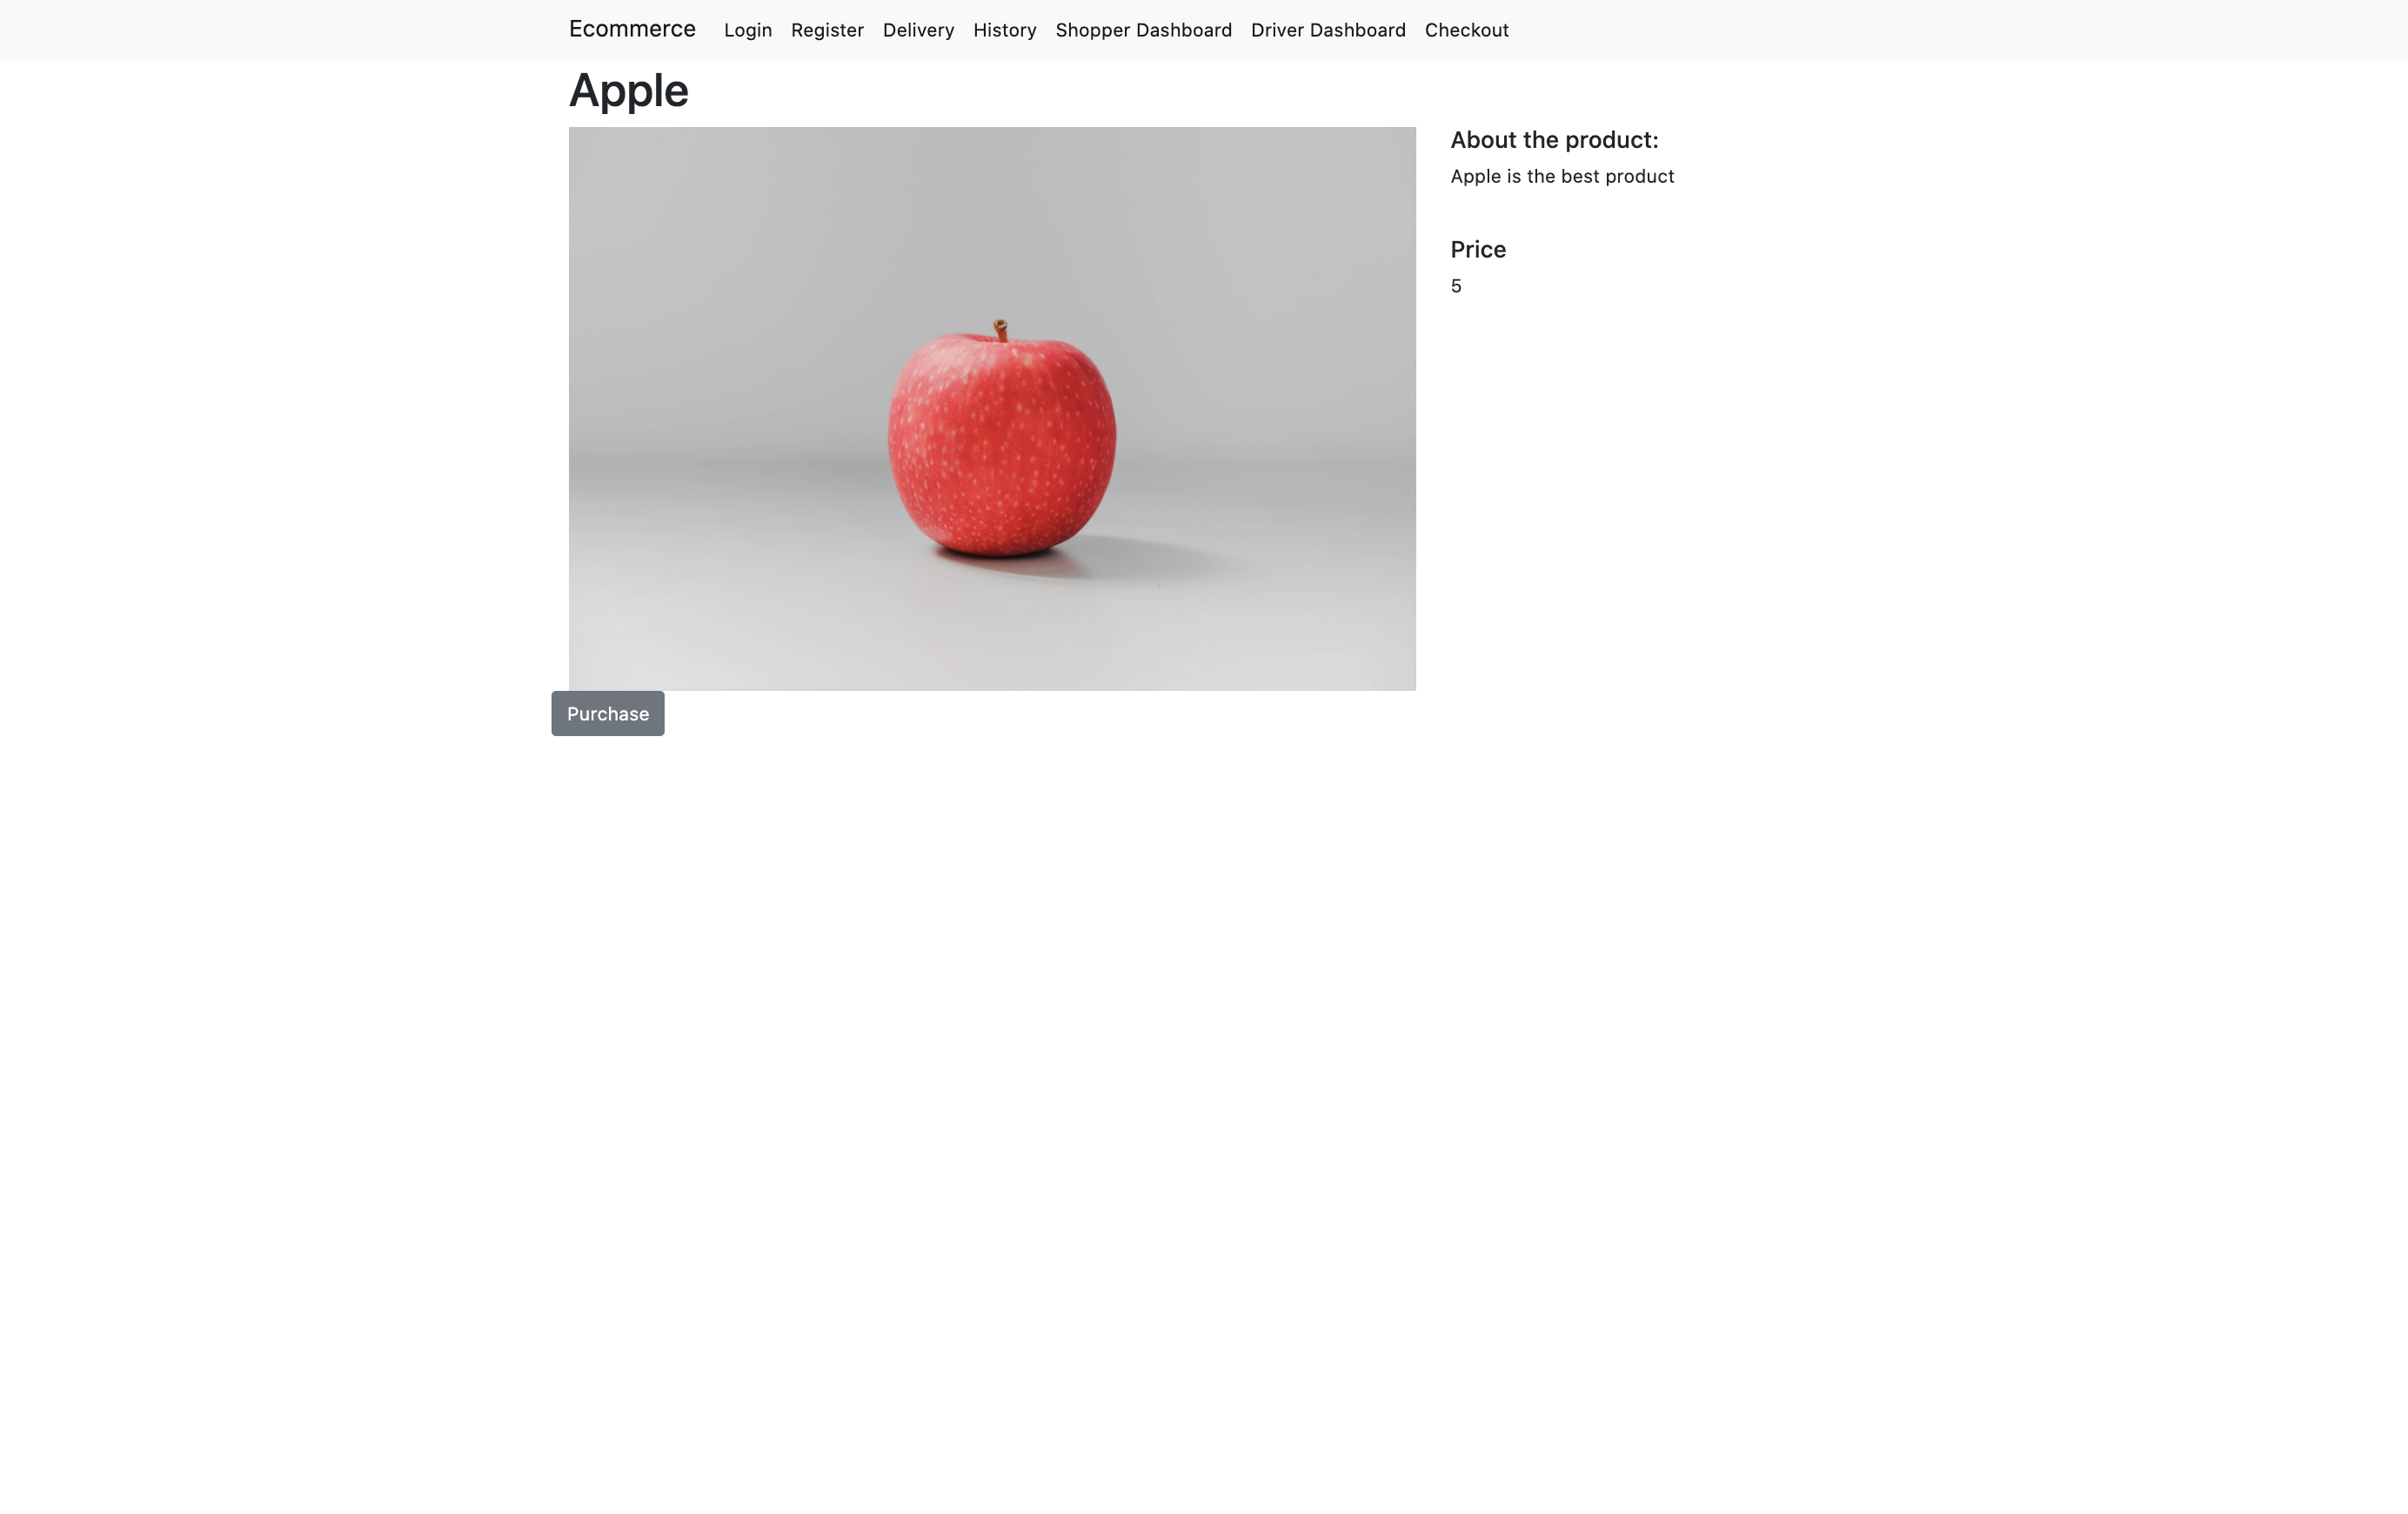 Ecommerce Login Register Delivery History Shopper Dashboard Driver Dashboard Checkout
Apple
About the product:
Apple is the best product
Price
5
Purchase